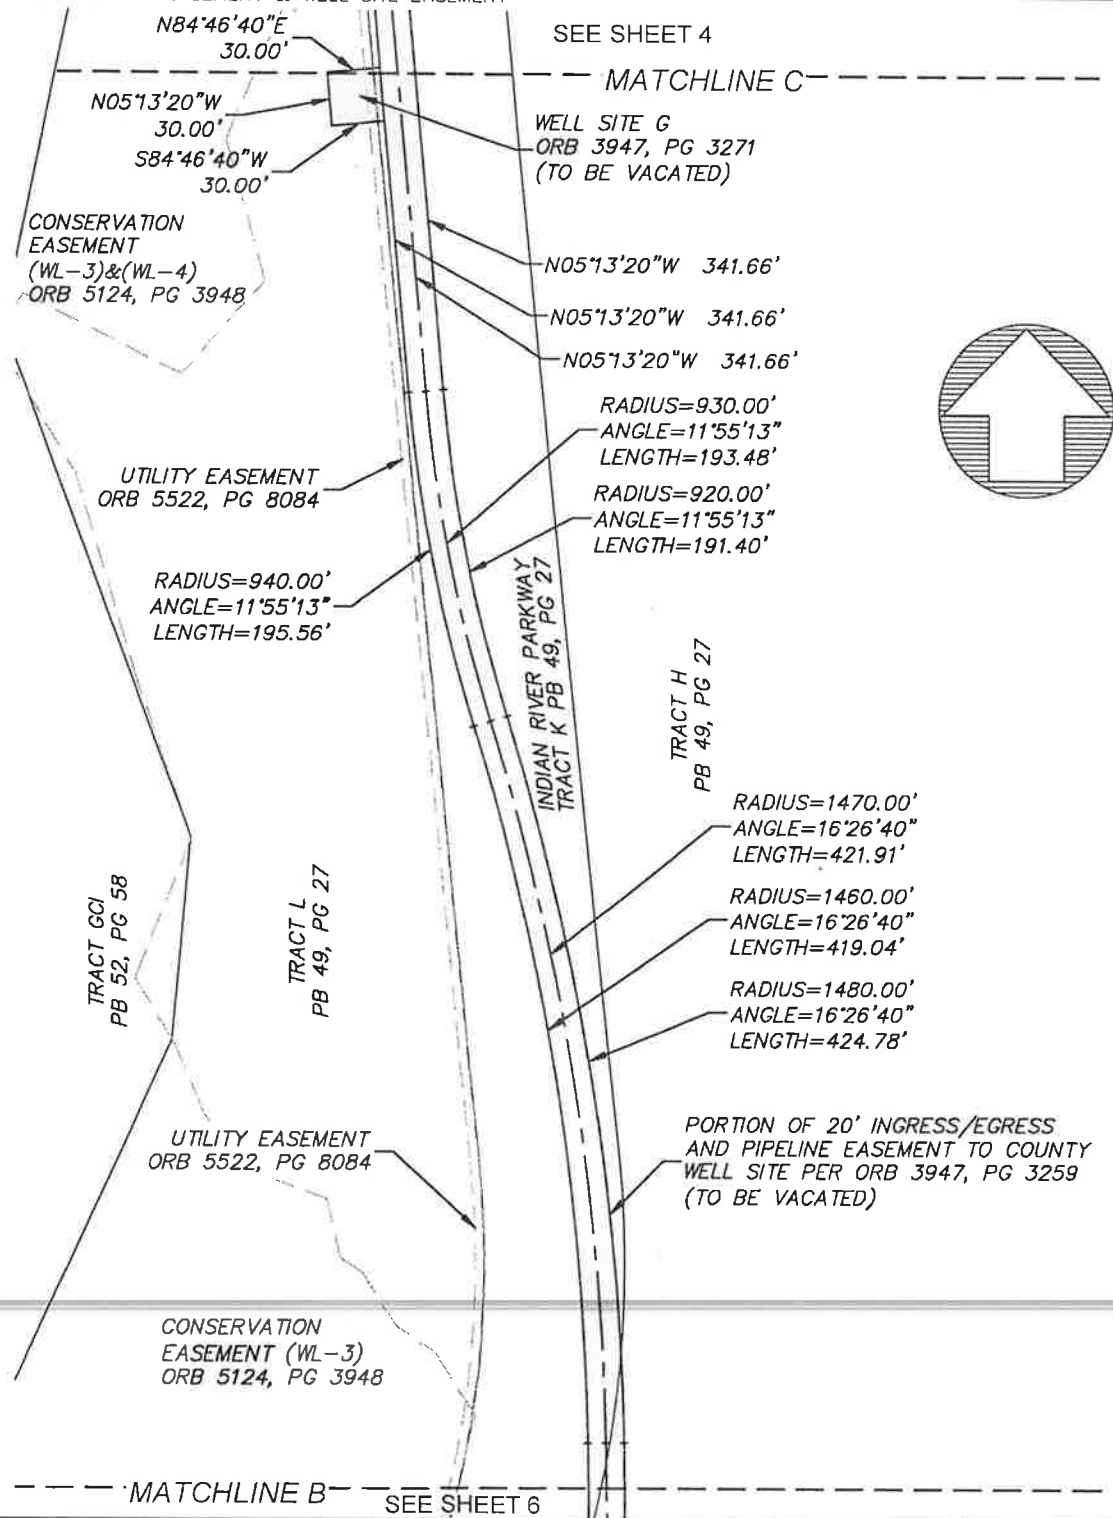 N84°46'40"E
30.00'
SEE SHEET 4
MATCHLINE C
N05°13'20"W
30.00'
WELL SITE G
ORB 3947, PG 3271
(TO BE VACATED)
S84°46'40"W
30.00'
CONSERVATION
EASEMENT
(WL-3)&(WL-4)
ORB 5124, PG 3948
N05°13'20"W 341.66'
N05°13'20"W 341.66'
N05°13'20"W 341.66'
RADIUS=930.00'
ANGLE=11°55'13"
LENGTH=193.48'
UTILITY EASEMENT
ORB 5522, PG 8084
RADIUS=920.00'
ANGLE=11°55'13"
LENGTH=191.40'
RADIUS=940.00'
ANGLE=11°55'13"
LENGTH=195.56'
INDIAN RIVER PARKWAY
TRACT K PB 49, PG 27
TRACT H
PB 49, PG 27
RADIUS=1470.00'
ANGLE=16°26'40"
LENGTH=421.91'
TRACT GCI
PB 52, PG 58
TRACT L
PB 49, PG 27
RADIUS=1460.00'
ANGLE=16°26'40"
LENGTH=419.04'
RADIUS=1480.00'
ANGLE=16°26'40"
LENGTH=424.78'
UTILITY EASEMENT
ORB 5522, PG 8084
PORTION OF 20' INGRESS/EGRESS
AND PIPELINE EASEMENT TO COUNTY
WELL SITE PER ORB 3947, PG 3259
(TO BE VACATED)
CONSERVATION
EASEMENT (WL-3)
ORB 5124, PG 3948
MATCHLINE B
SEE SHEET 6